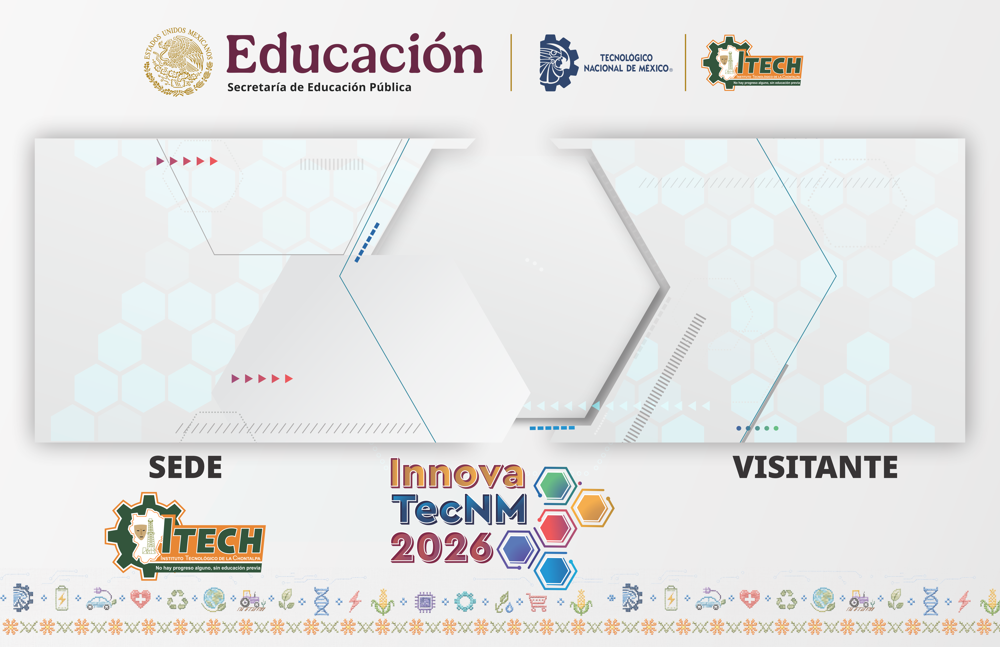 ESTADOS UNIDOS MEXICANOS
Educación
Secretaría de Educación Pública
TECNOLÓGICO
NACIONAL DE MÉXICO®
ITECH
INSTITUTO TECNOLÓGICO DE LA CHONTALPA
No hay progreso alguno, sin educación previa
SEDE
VISITANTE
Innova
TecNM
2026
ITECH
INSTITUTO TECNOLÓGICO DE LA CHONTALPA
No hay progreso alguno, sin educación previa